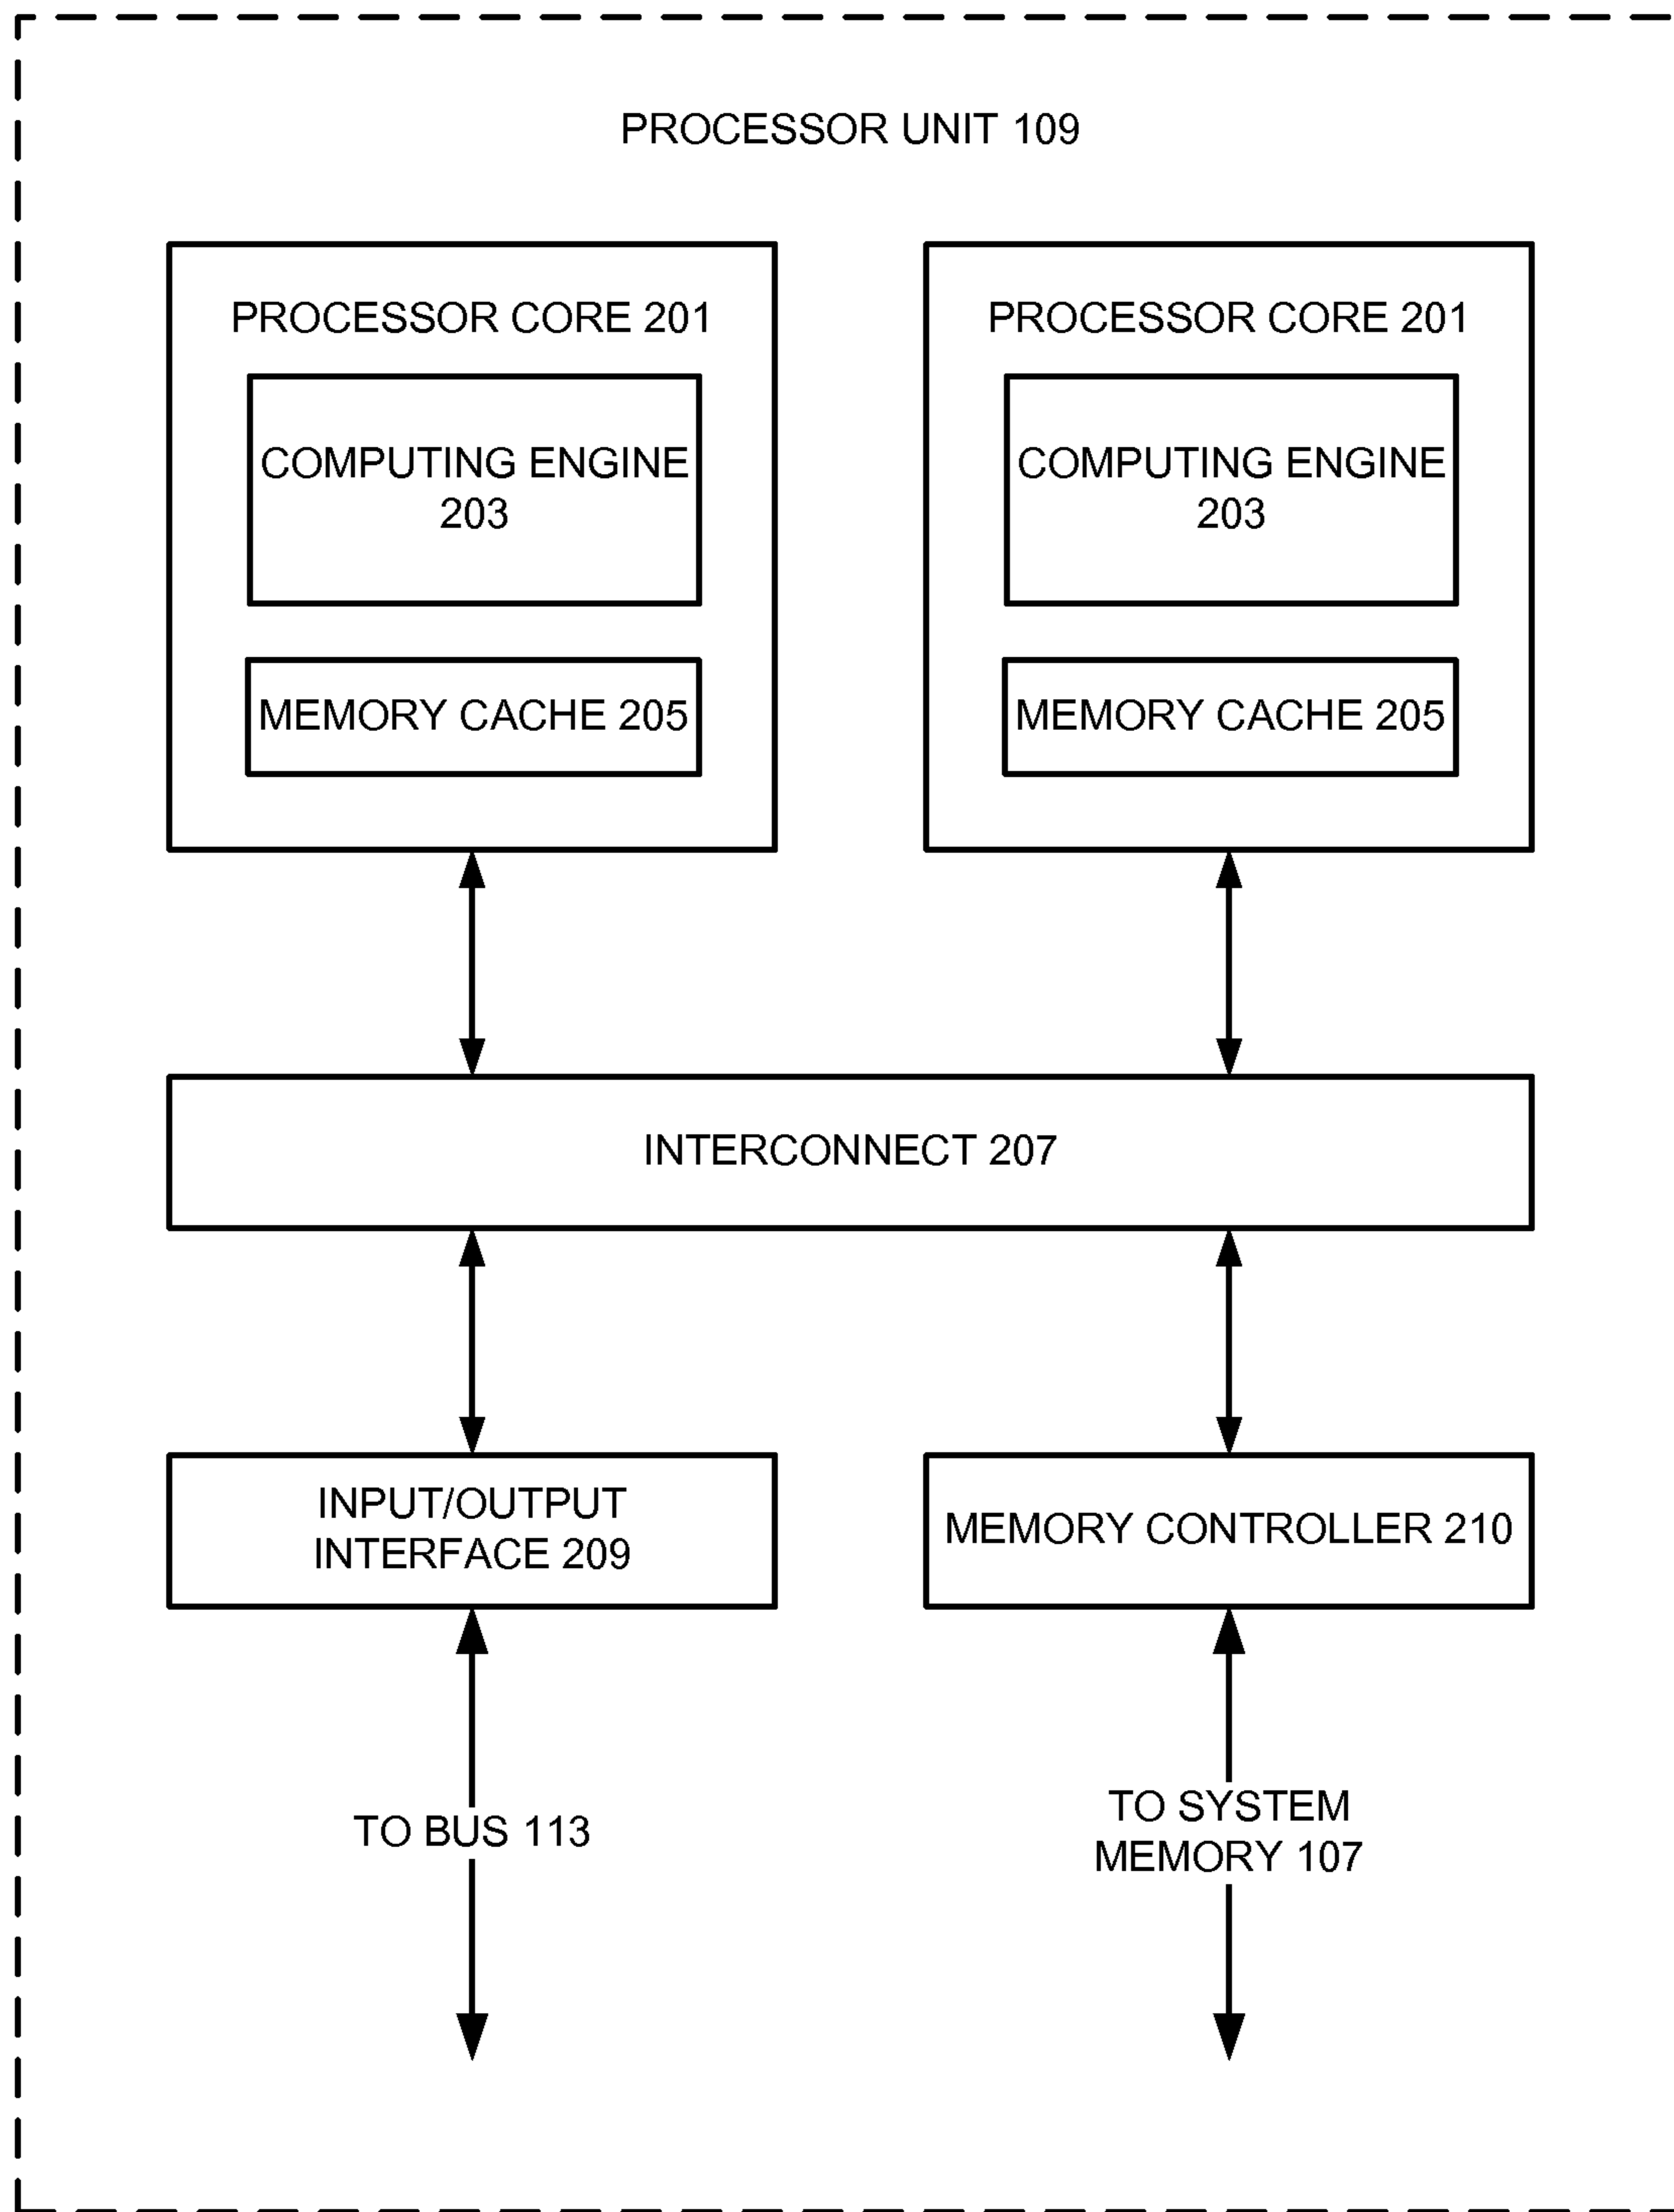 PROCESSOR UNIT 109
PROCESSOR CORE 201
COMPUTING ENGINE
203
MEMORY CACHE 205
PROCESSOR CORE 201
COMPUTING ENGINE
203
MEMORY CACHE 205
INTERCONNECT 207
INPUT/OUTPUT
INTERFACE 209
MEMORY CONTROLLER 210
TO BUS 113
TO SYSTEM
MEMORY 107